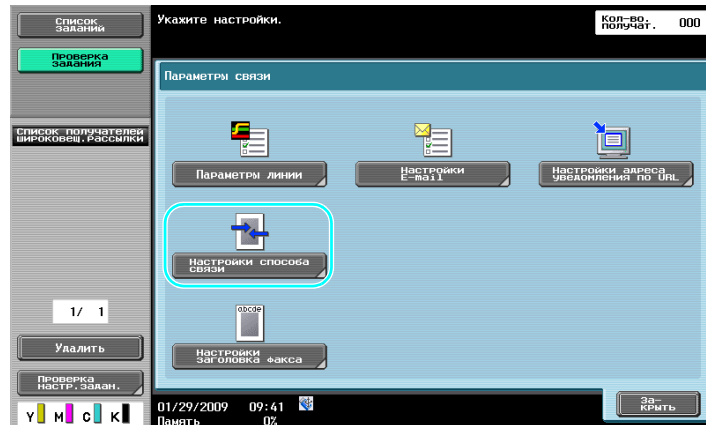 Список
заданий
Укажите настройки.
Кол-во.
получат.
000
Проверка
задания
Параметры связи
Список получателей
широковещ.рассылки
Параметры линии
Настройки
E-mail
Настройки адреса
уведомления по URL
Настройки способа
связи
abcde
1/ 1
Удалить
Настройки
заголовка факса
Проверка
настр.задан.
За-
крыть
01/29/2009 09:41
Память 0%
Y M C K